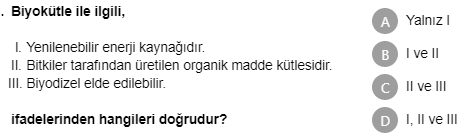 . Biyokütle ile ilgili,
I. Yenilenebilir enerji kaynağıdır.
II. Bitkiler tarafından üretilen organik madde kütlesidir.
III. Biyodizel elde edilebilir.
ifadelerinden hangileri doğrudur?
A Yalnız I
B I ve II
C II ve III
D I, II ve III